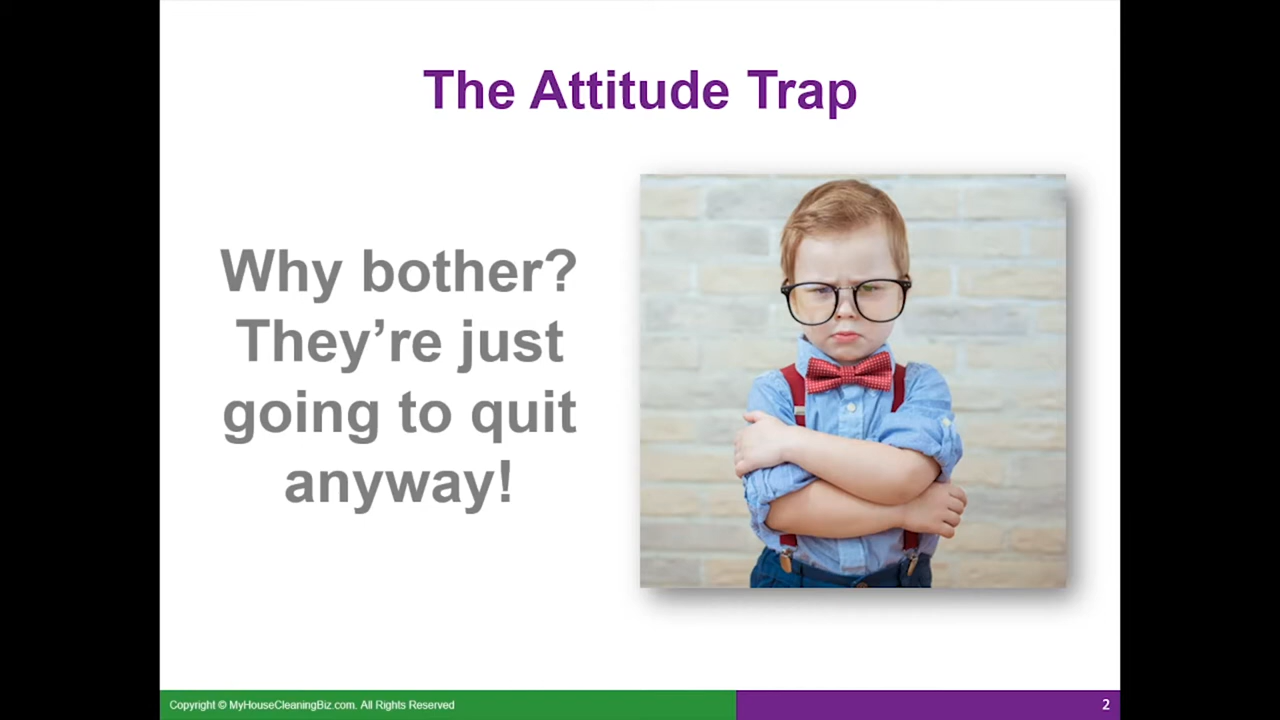 The Attitude Trap
Why bother?
They’re just
going to quit
anyway!
Copyright © MyHouseCleaningBiz.com. All Rights Reserved
2